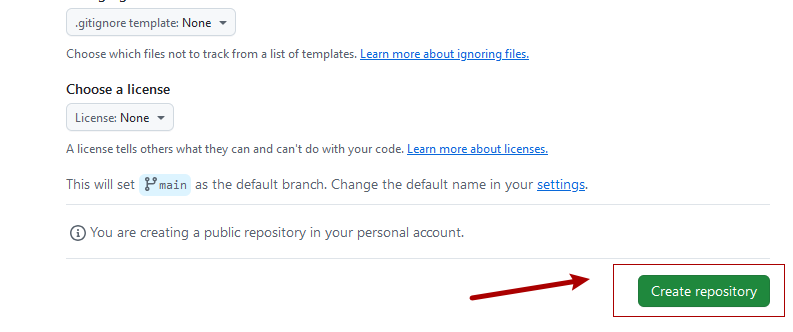 .gitignore template: None
Choose which files not to track from a list of templates. Learn more about ignoring files.
Choose a license
License: None
A license tells others what they can and can't do with your code. Learn more about licenses.
This will set main as the default branch. Change the default name in your settings.
You are creating a public repository in your personal account.
Create repository